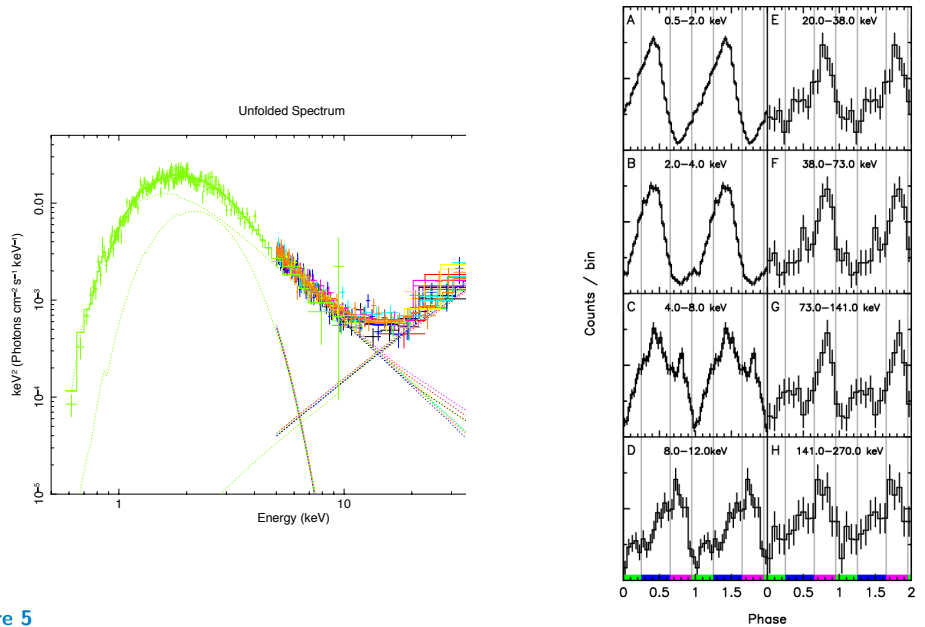 Unfolded Spectrum
keV² (Photons cm⁻² s⁻¹ keV⁻¹)
0.01
10⁻³
10⁻⁴
10⁻⁵
1
10
Energy (keV)
re 5
A 0.5−2.0 keV
E 20.0−38.0 keV
B 2.0−4.0 keV
F 38.0−73.0 keV
C 4.0−8.0 keV
G 73.0−141.0 keV
D 8.0−12.0keV
H 141.0−270.0 keV
Counts / bin
0 0.5 1 1.5 0 0.5 1 1.5 2
Phase